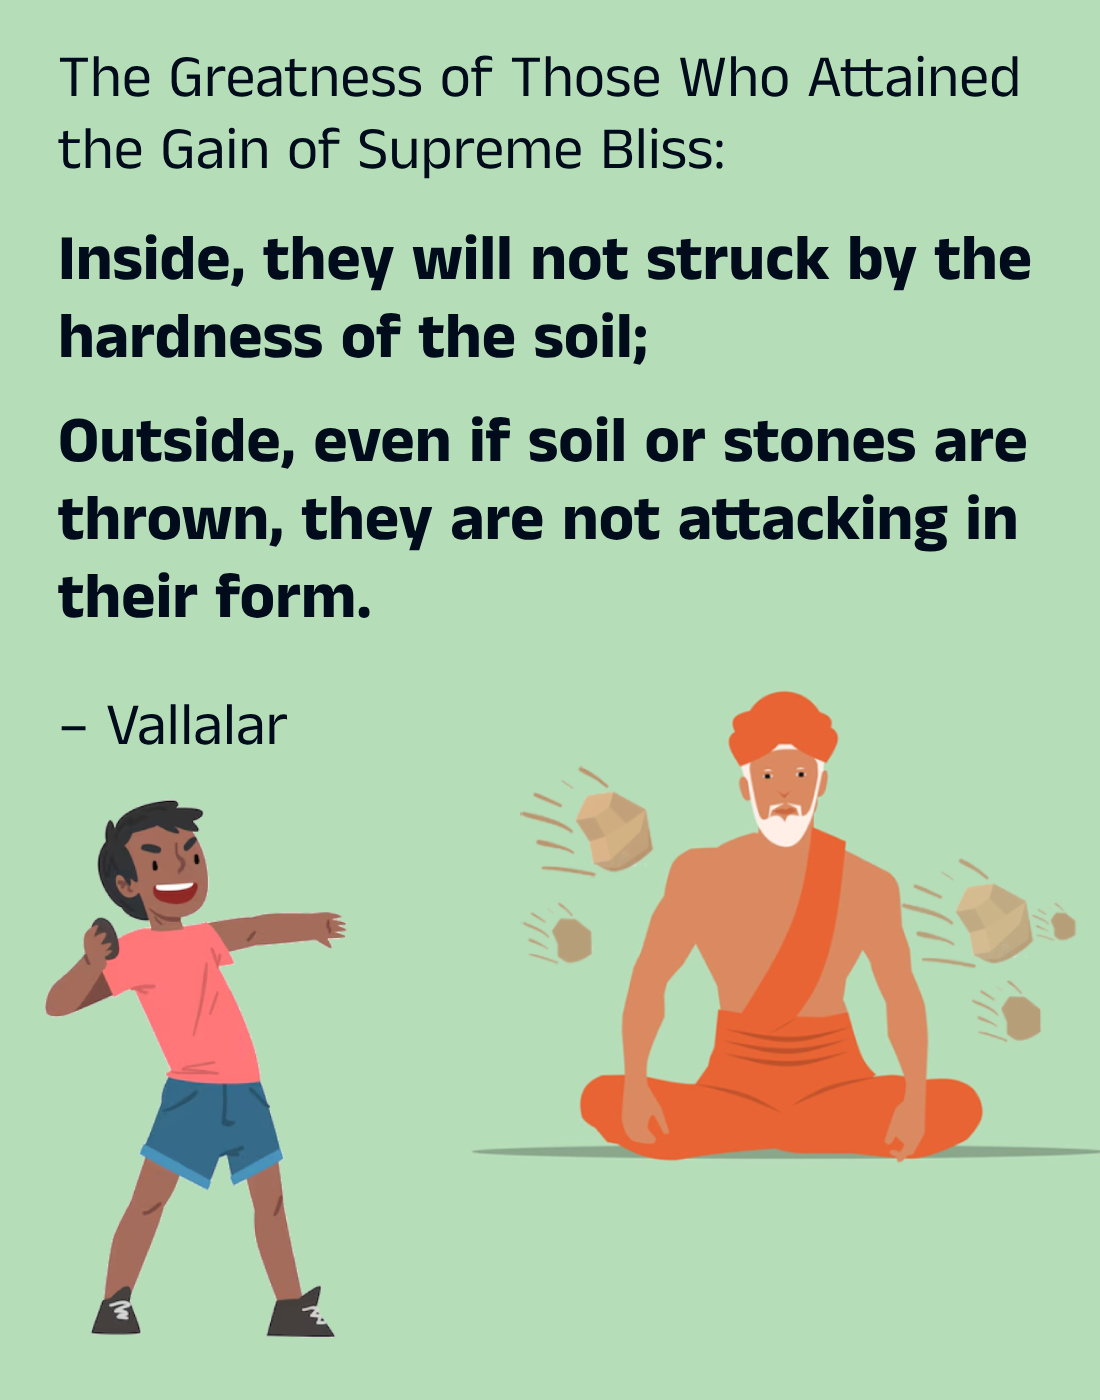 The Greatness of Those Who Attained
the Gain of Supreme Bliss:
Inside, they will not struck by the
hardness of the soil;
Outside, even if soil or stones are
thrown, they are not attacking in
their form.
– Vallalar